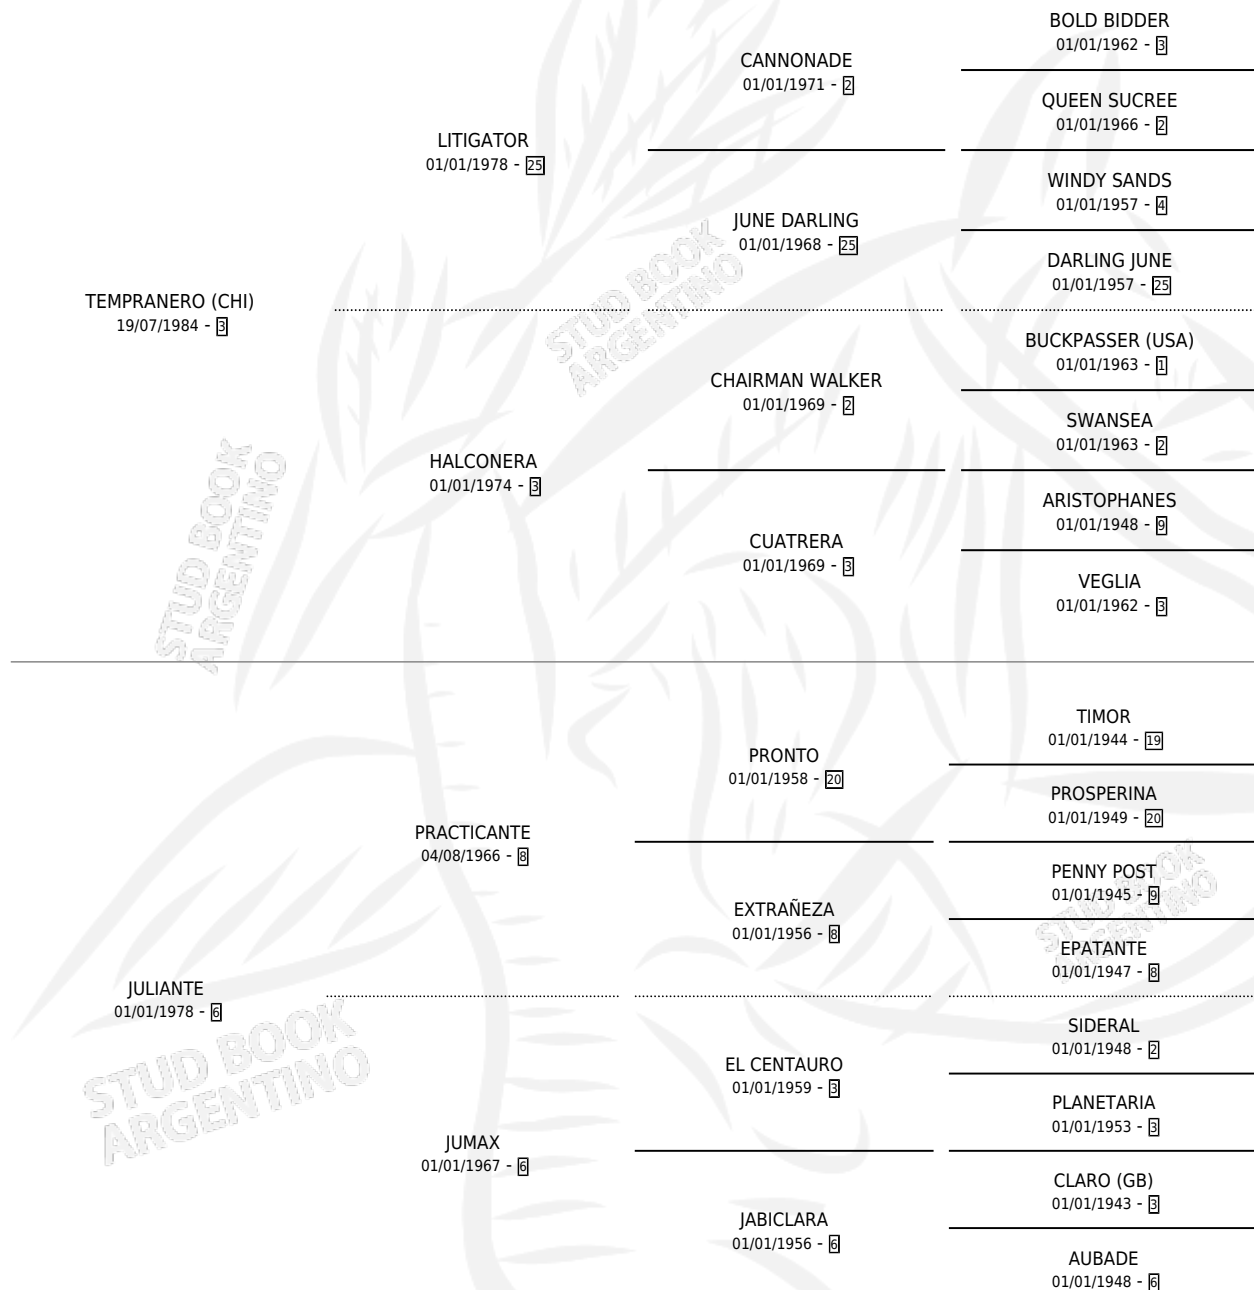 BOLD BIDDER
01/01/1962 - 3
CANNONADE
01/01/1971 - 2
QUEEN SUCREE
01/01/1966 - 2
LITIGATOR
01/01/1978 - 25
WINDY SANDS
01/01/1957 - 4
JUNE DARLING
01/01/1968 - 25
DARLING JUNE
01/01/1957 - 25
TEMPRANERO (CHI)
19/07/1984 - 3
BUCKPASSER (USA)
01/01/1963 - 1
CHAIRMAN WALKER
01/01/1969 - 2
SWANSEA
01/01/1963 - 2
HALCONERA
01/01/1974 - 3
ARISTOPHANES
01/01/1948 - 9
CUATRERA
01/01/1969 - 3
VEGLIA
01/01/1962 - 3
TIMOR
01/01/1944 - 19
PRONTO
01/01/1958 - 20
PROSPERINA
01/01/1949 - 20
PRACTICANTE
04/08/1966 - 8
PENNY POST
01/01/1945 - 9
EXTRAÑEZA
01/01/1956 - 8
EPATANTE
01/01/1947 - 8
JULIANTE
01/01/1978 - 6
SIDERAL
01/01/1948 - 2
EL CENTAURO
01/01/1959 - 3
PLANETARIA
01/01/1953 - 3
JUMAX
01/01/1967 - 6
CLARO (GB)
01/01/1943 - 3
JABICLARA
01/01/1956 - 6
AUBADE
01/01/1948 - 6
STUD BOOK
ARGENTINO
STUD BOOK
ARGENTINO
STUD BOOK
ARGENTINO
STUD BOOK
ARGENTINO